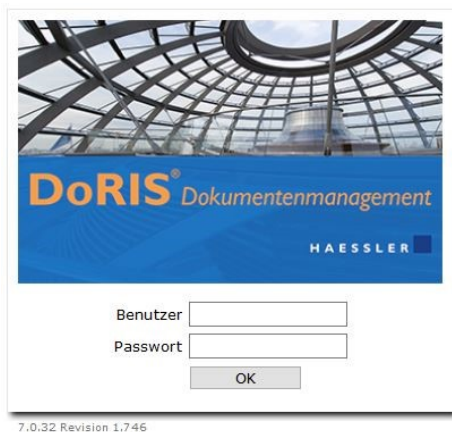 DoRIS® Dokumentenmanagement
HAESSLER
Benutzer
Passwort
OK
7.0.32 Revision 1.746